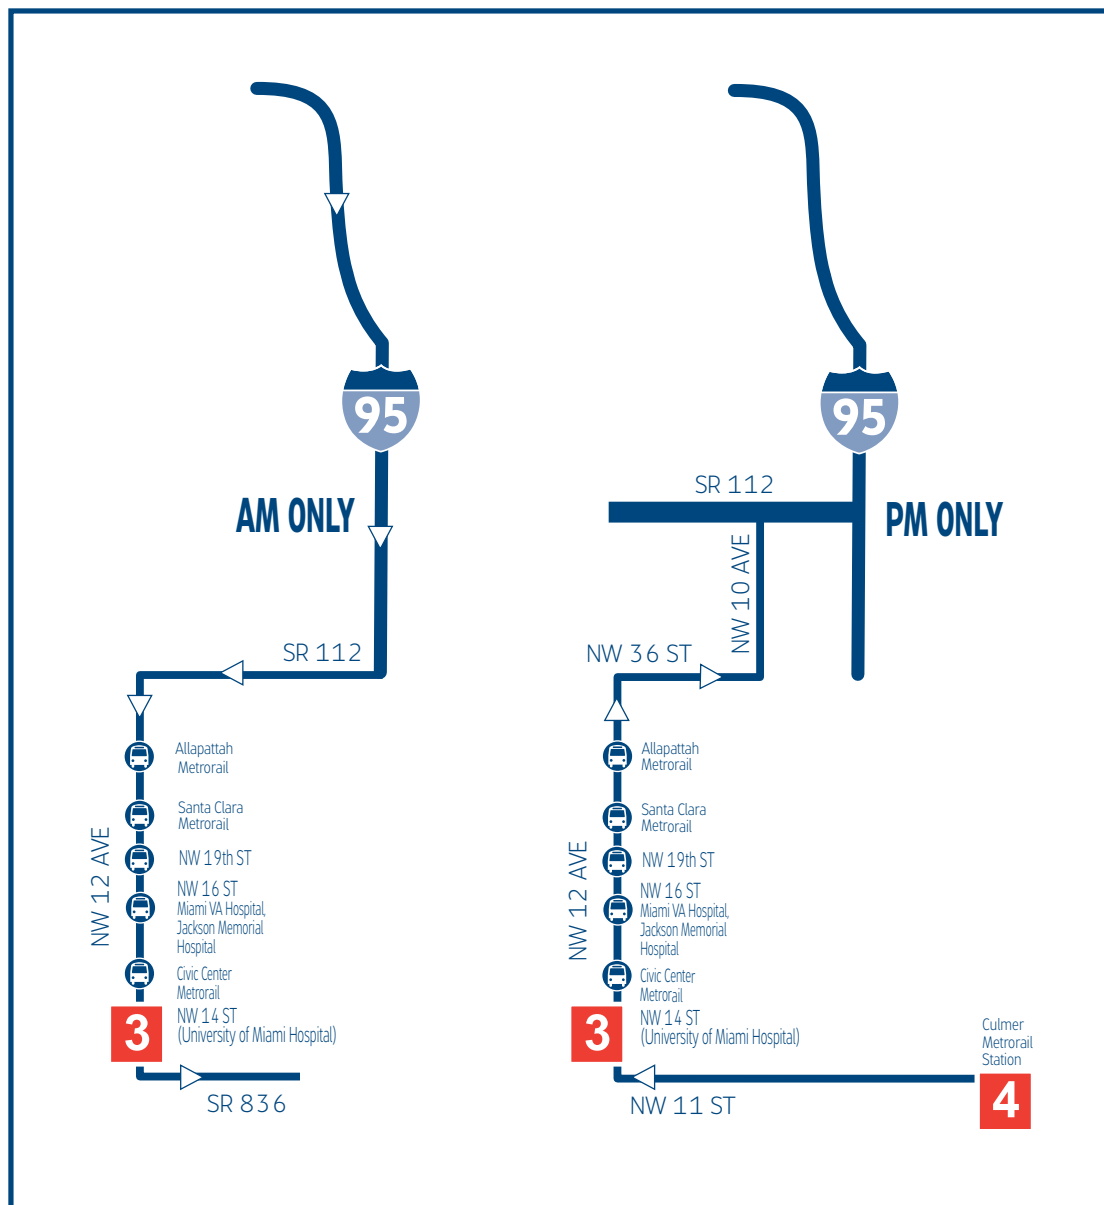 95
AM ONLY
SR 112
Allapattah
Metrorail
Santa Clara
Metrorail
NW 19th ST
NW 16 ST
Miami VA Hospital,
Jackson Memorial
Hospital
Civic Center
Metrorail
NW 12 AVE
3
NW 14 ST
(University of Miami Hospital)
SR 836
95
SR 112
PM ONLY
NW 10 AVE
NW 36 ST
Allapattah
Metrorail
Santa Clara
Metrorail
NW 19th ST
NW 16 ST
Miami VA Hospital,
Jackson Memorial
Hospital
Civic Center
Metrorail
NW 12 AVE
3
NW 14 ST
(University of Miami Hospital)
NW 11 ST
Culmer
Metrorail
Station
4